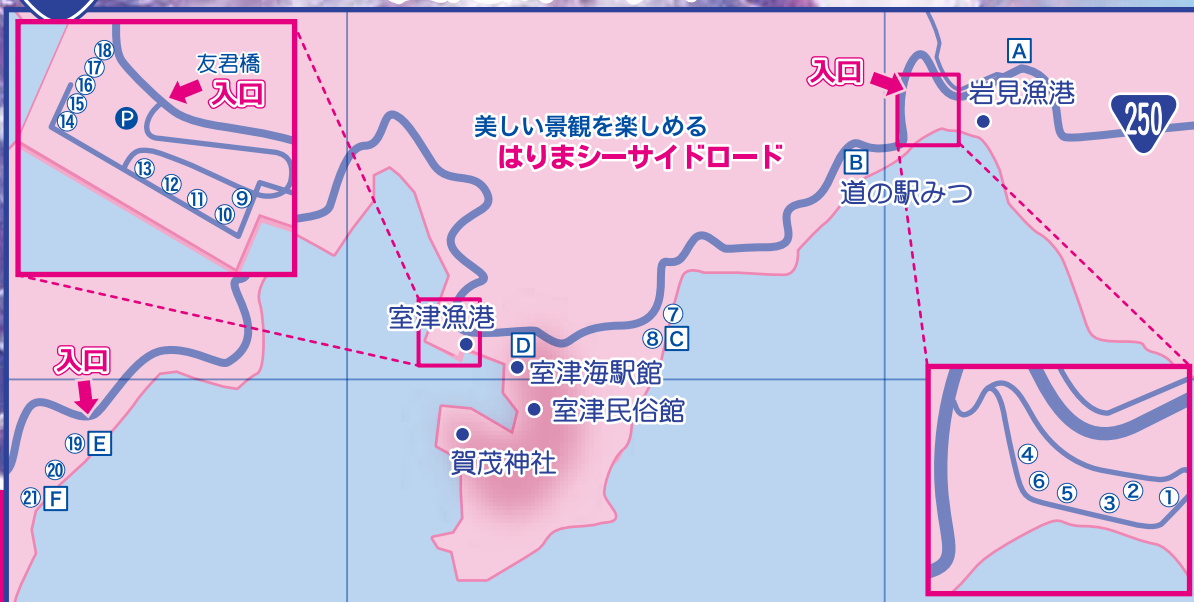 ⑱
⑰
⑯
⑮
⑭
友君橋
入口
P
⑬
⑫
⑪
⑩
⑨
美しい景観を楽しめる
はりまシーサイドロード
入口
A
岩見漁港
250
B
道の駅みつ
室津漁港
⑦
⑧ C
D
室津海駅館
室津民俗館
賀茂神社
入口
⑲ E
⑳
㉑ F
④
⑥
⑤
③
②
①